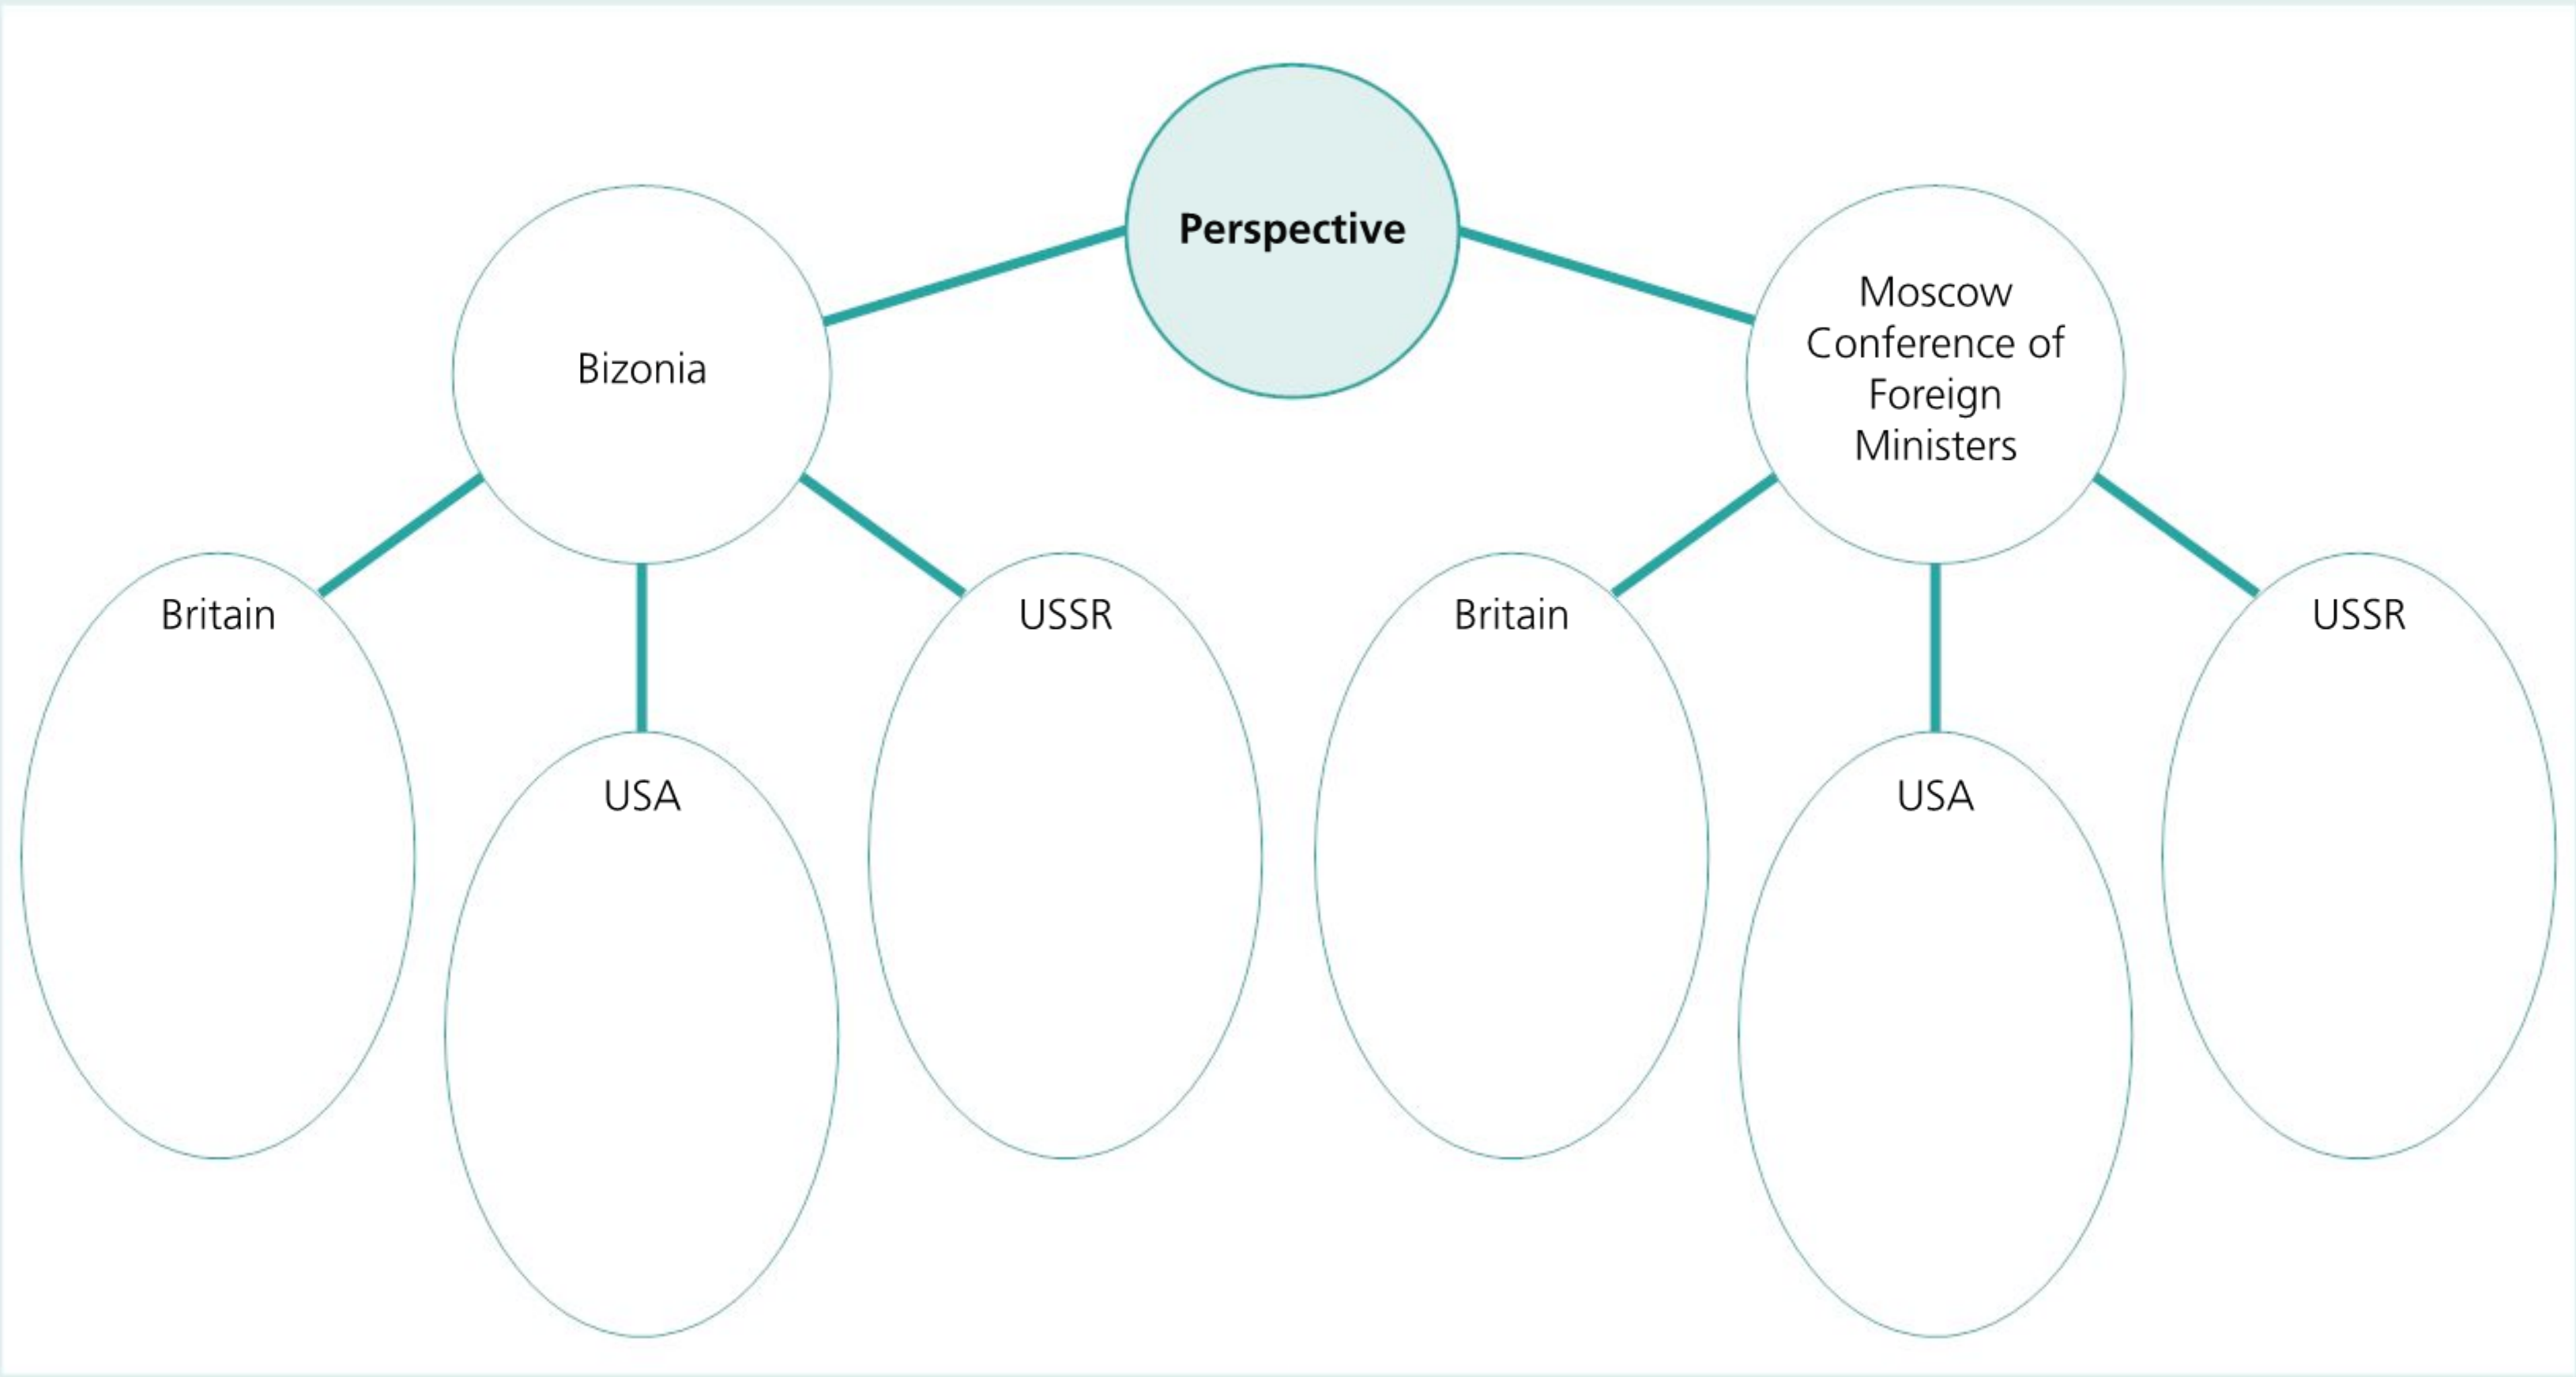 Perspective
Bizonia
Moscow
Conference of
Foreign
Ministers
Britain
USA
USSR
Britain
USA
USSR